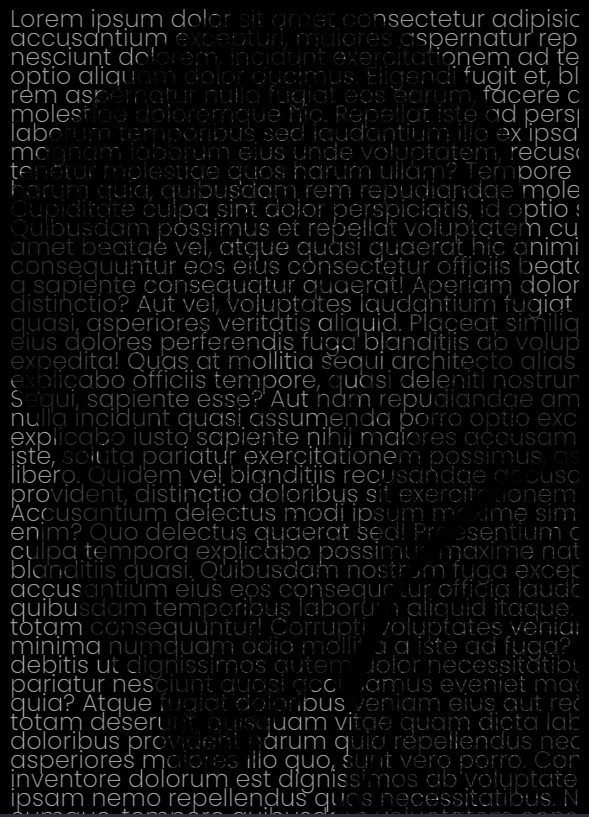 Lorem ipsum dolor sit amet consectetur adipisic
accusantium excepturi, maiores aspernatur rep
nesciunt dolorem, incidunt exercitationem ad te
optio aliquam dolor ducimus. Eligendi fugit et, bl
rem aspernatur nulla fugiat eos earum, facere c
molestiae doloremque hic. Repellat iste ad persp
laborum temporibus sed laudantium illo ex ipsa
magnam laborum eius unde voluptatem, recusc
tenetur molestiae quos harum ullam? Tempore
harum quia, quibusdam rem repudiandae mole
Cupiditate culpa sint dolor perspiciatis, id optio s
Quibusdam possimus et repellat voluptatem cu
amet beatae vel, atque quasi quaerat hic animi
consequuntur eos eius consectetur officiis beatc
a sapiente consequatur quaerat! Aperiam dolor
distinctio? Aut vel, voluptates laudantium fugiat
quasi, asperiores veritatis aliquid. Placeat similiq
eius dolores perferendis fuga blanditiis ab volup
expedita! Quas at mollitia sequi architecto alias
explicabo officiis tempore, quasi deleniti nostrun
Sequi, sapiente esse? Aut nam repudiandae am
nulla incidunt quasi assumenda porro optio exc
explicabo iusto sapiente nihil maiores accusam
iste, soluta pariatur exercitationem possimus, as
libero. Quidem vel blanditiis recusandae accusc
provident, distinctio doloribus sit exercitationem
Accusantium delectus modi ipsum maxime sim
enim? Quo delectus quaerat sed! Praesentium c
culpa tempora explicabo possimus maxime nat
blanditiis quasi. Quibusdam nostrum fuga excep
accusantium eius eos consequatur officia laudc
quibusdam temporibus laborum aliquid itaque.
totam consequuntur! Corrupti voluptates veniar
minima numquam odio mollitia a iste ad fuga?
debitis ut dignissimos autem dolor necessitatibu
pariatur nesciunt quasi accusamus eveniet mac
quia? Atque fugiat doloribus veniam eius aut rec
totam deserunt, quisquam vitae quam dicta lab
doloribus provident harum quia repellendus nec
asperiores maiores illo quo, sunt vero porro. Con
inventore dolorum est dignissimos ab voluptate
ipsam nemo repellendus quos necessitatibus. N